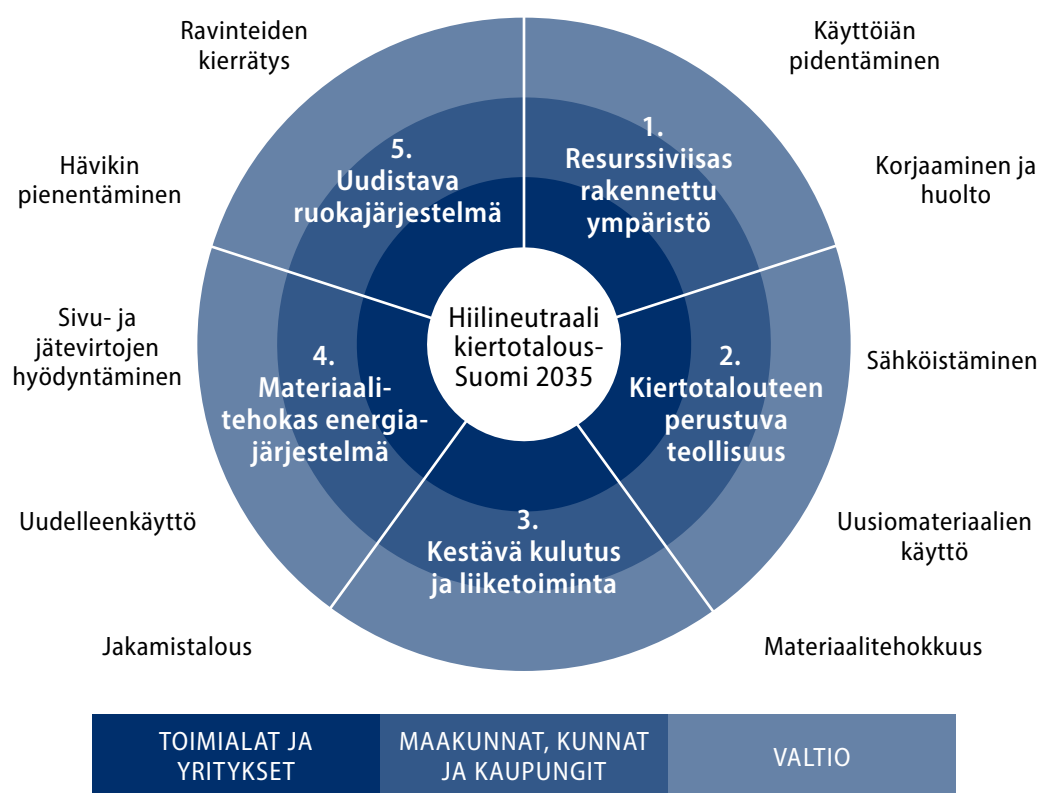 Ravinteiden
kierrätys
Käyttöiän
pidentäminen
Hävikin
pienentäminen
Korjaaminen ja
huolto
Sivu- ja
jätevirtojen
hyödyntäminen
Sähköistäminen
Uudelleenkäyttö
Uusiomateriaalien
käyttö
Jakamistalous
Materiaalitehokkuus
1.
Resurssiviisas
rakennettu
ympäristö
2.
Kiertotalouteen
perustuva
teollisuus
3.
Kestävä kulutus
ja liiketoiminta
4.
Materiaali-
tehokas energia-
järjestelmä
5.
Uudistava
ruokajärjestelmä
Hiilineutraali
kiertotalous-
Suomi 2035
TOIMIALAT JA
YRITYKSET
MAAKUNNAT, KUNNAT
JA KAUPUNGIT
VALTIO